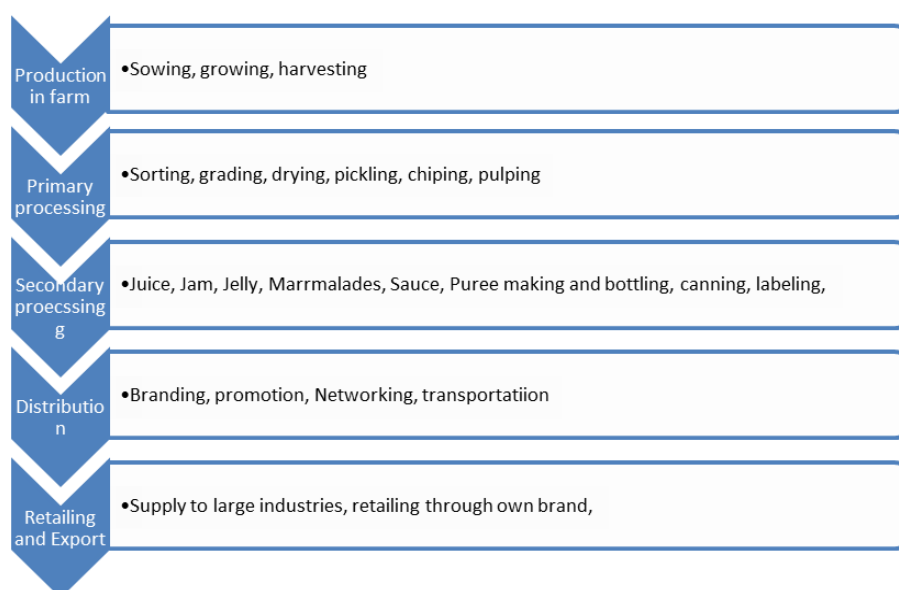 Production
in farm
•Sowing, growing, harvesting
Primary
processing
•Sorting, grading, drying, pickling, chiping, pulping
Secondary
proecssing
g
•Juice, Jam, Jelly, Marrmalades, Sauce, Puree making and bottling, canning, labeling,
Distributio
n
•Branding, promotion, Networking, transportatiion
Retailing
and Export
•Supply to large industries, retailing through own brand,